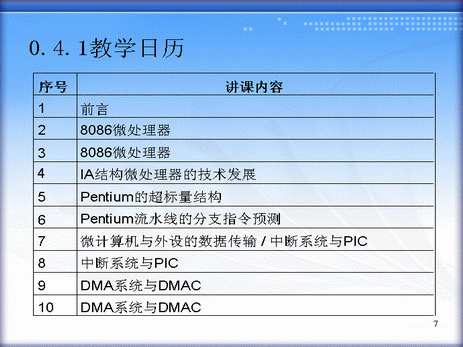 0.4.1教学日历
序号 讲课内容
1 前言
2 8086微处理器
3 8086微处理器
4 IA结构微处理器的技术发展
5 Pentium的超标量结构
6 Pentium流水线的分支指令预测
7 微计算机与外设的数据传输 / 中断系统与PIC
8 中断系统与PIC
9 DMA系统与DMAC
10 DMA系统与DMAC
7